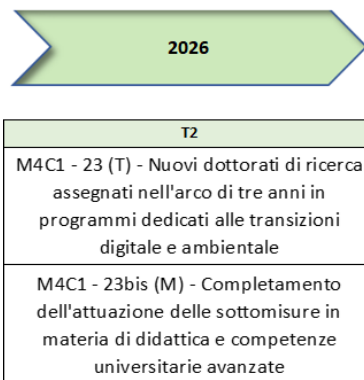 2026
T2
M4C1 - 23 (T) - Nuovi dottorati di ricerca
assegnati nell'arco di tre anni in
programmi dedicati alle transizioni
digitale e ambientale
M4C1 - 23bis (M) - Completamento
dell'attuazione delle sottomisure in
materia di didattica e competenze
universitarie avanzate